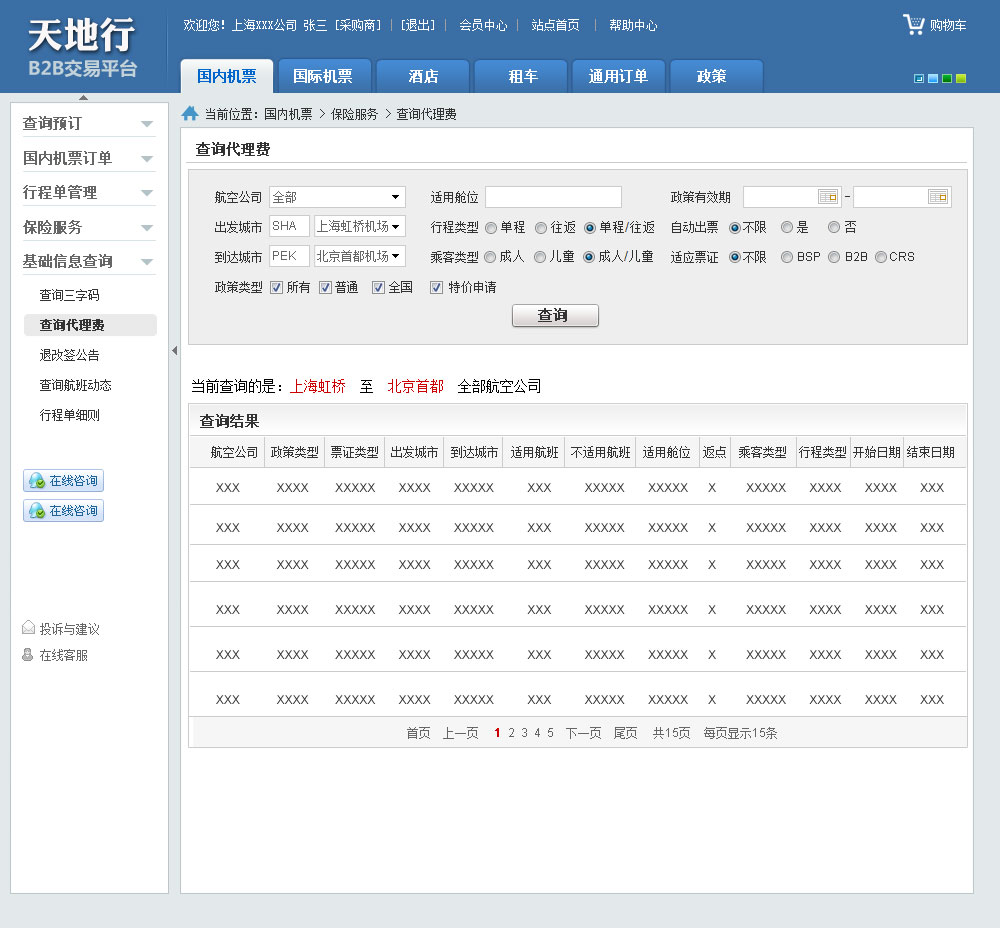 天地行
B2B交易平台
欢迎您! 上海XXX公司 张三 [采购商] | [退出] | 会员中心 | 站点首页 | 帮助中心
购物车
国内机票 国际机票 酒店 租车 通用订单 政策
当前位置: 国内机票 > 保险服务 > 查询代理费
查询预订
国内机票订单
行程单管理
保险服务
基础信息查询
查询三字码
查询代理费
退改签公告
查询航班动态
行程单细则
在线咨询
在线咨询
投诉与建议
在线客服
查询代理费
航空公司 全部 适用舱位 政策有效期 -
出发城市 SHA 上海虹桥机场 行程类型 单程 往返 单程/往返 自动出票 不限 是 否
到达城市 PEK 北京首都机场 乘客类型 成人 儿童 成人/儿童 适应票证 不限 BSP B2B CRS
政策类型 所有 普通 全国 特价申请
查询
当前查询的是: 上海虹桥 至 北京首都 全部航空公司
查询结果
航空公司 政策类型 票证类型 出发城市 到达城市 适用航班 不适用航班 适用舱位 返点 乘客类型 行程类型 开始日期 结束日期
XXX XXXX XXXXX XXXX XXXXX XXX XXXXX XXXXX X XXXXX XXXX XXXX XXX
XXX XXXX XXXXX XXXX XXXXX XXX XXXXX XXXXX X XXXXX XXXX XXXX XXX
XXX XXXX XXXXX XXXX XXXXX XXX XXXXX XXXXX X XXXXX XXXX XXXX XXX
XXX XXXX XXXXX XXXX XXXXX XXX XXXXX XXXXX X XXXXX XXXX XXXX XXX
XXX XXXX XXXXX XXXX XXXXX XXX XXXXX XXXXX X XXXXX XXXX XXXX XXX
XXX XXXX XXXXX XXXX XXXXX XXX XXXXX XXXXX X XXXXX XXXX XXXX XXX
首页 上一页 1 2 3 4 5 下一页 尾页 共15页 每页显示15条